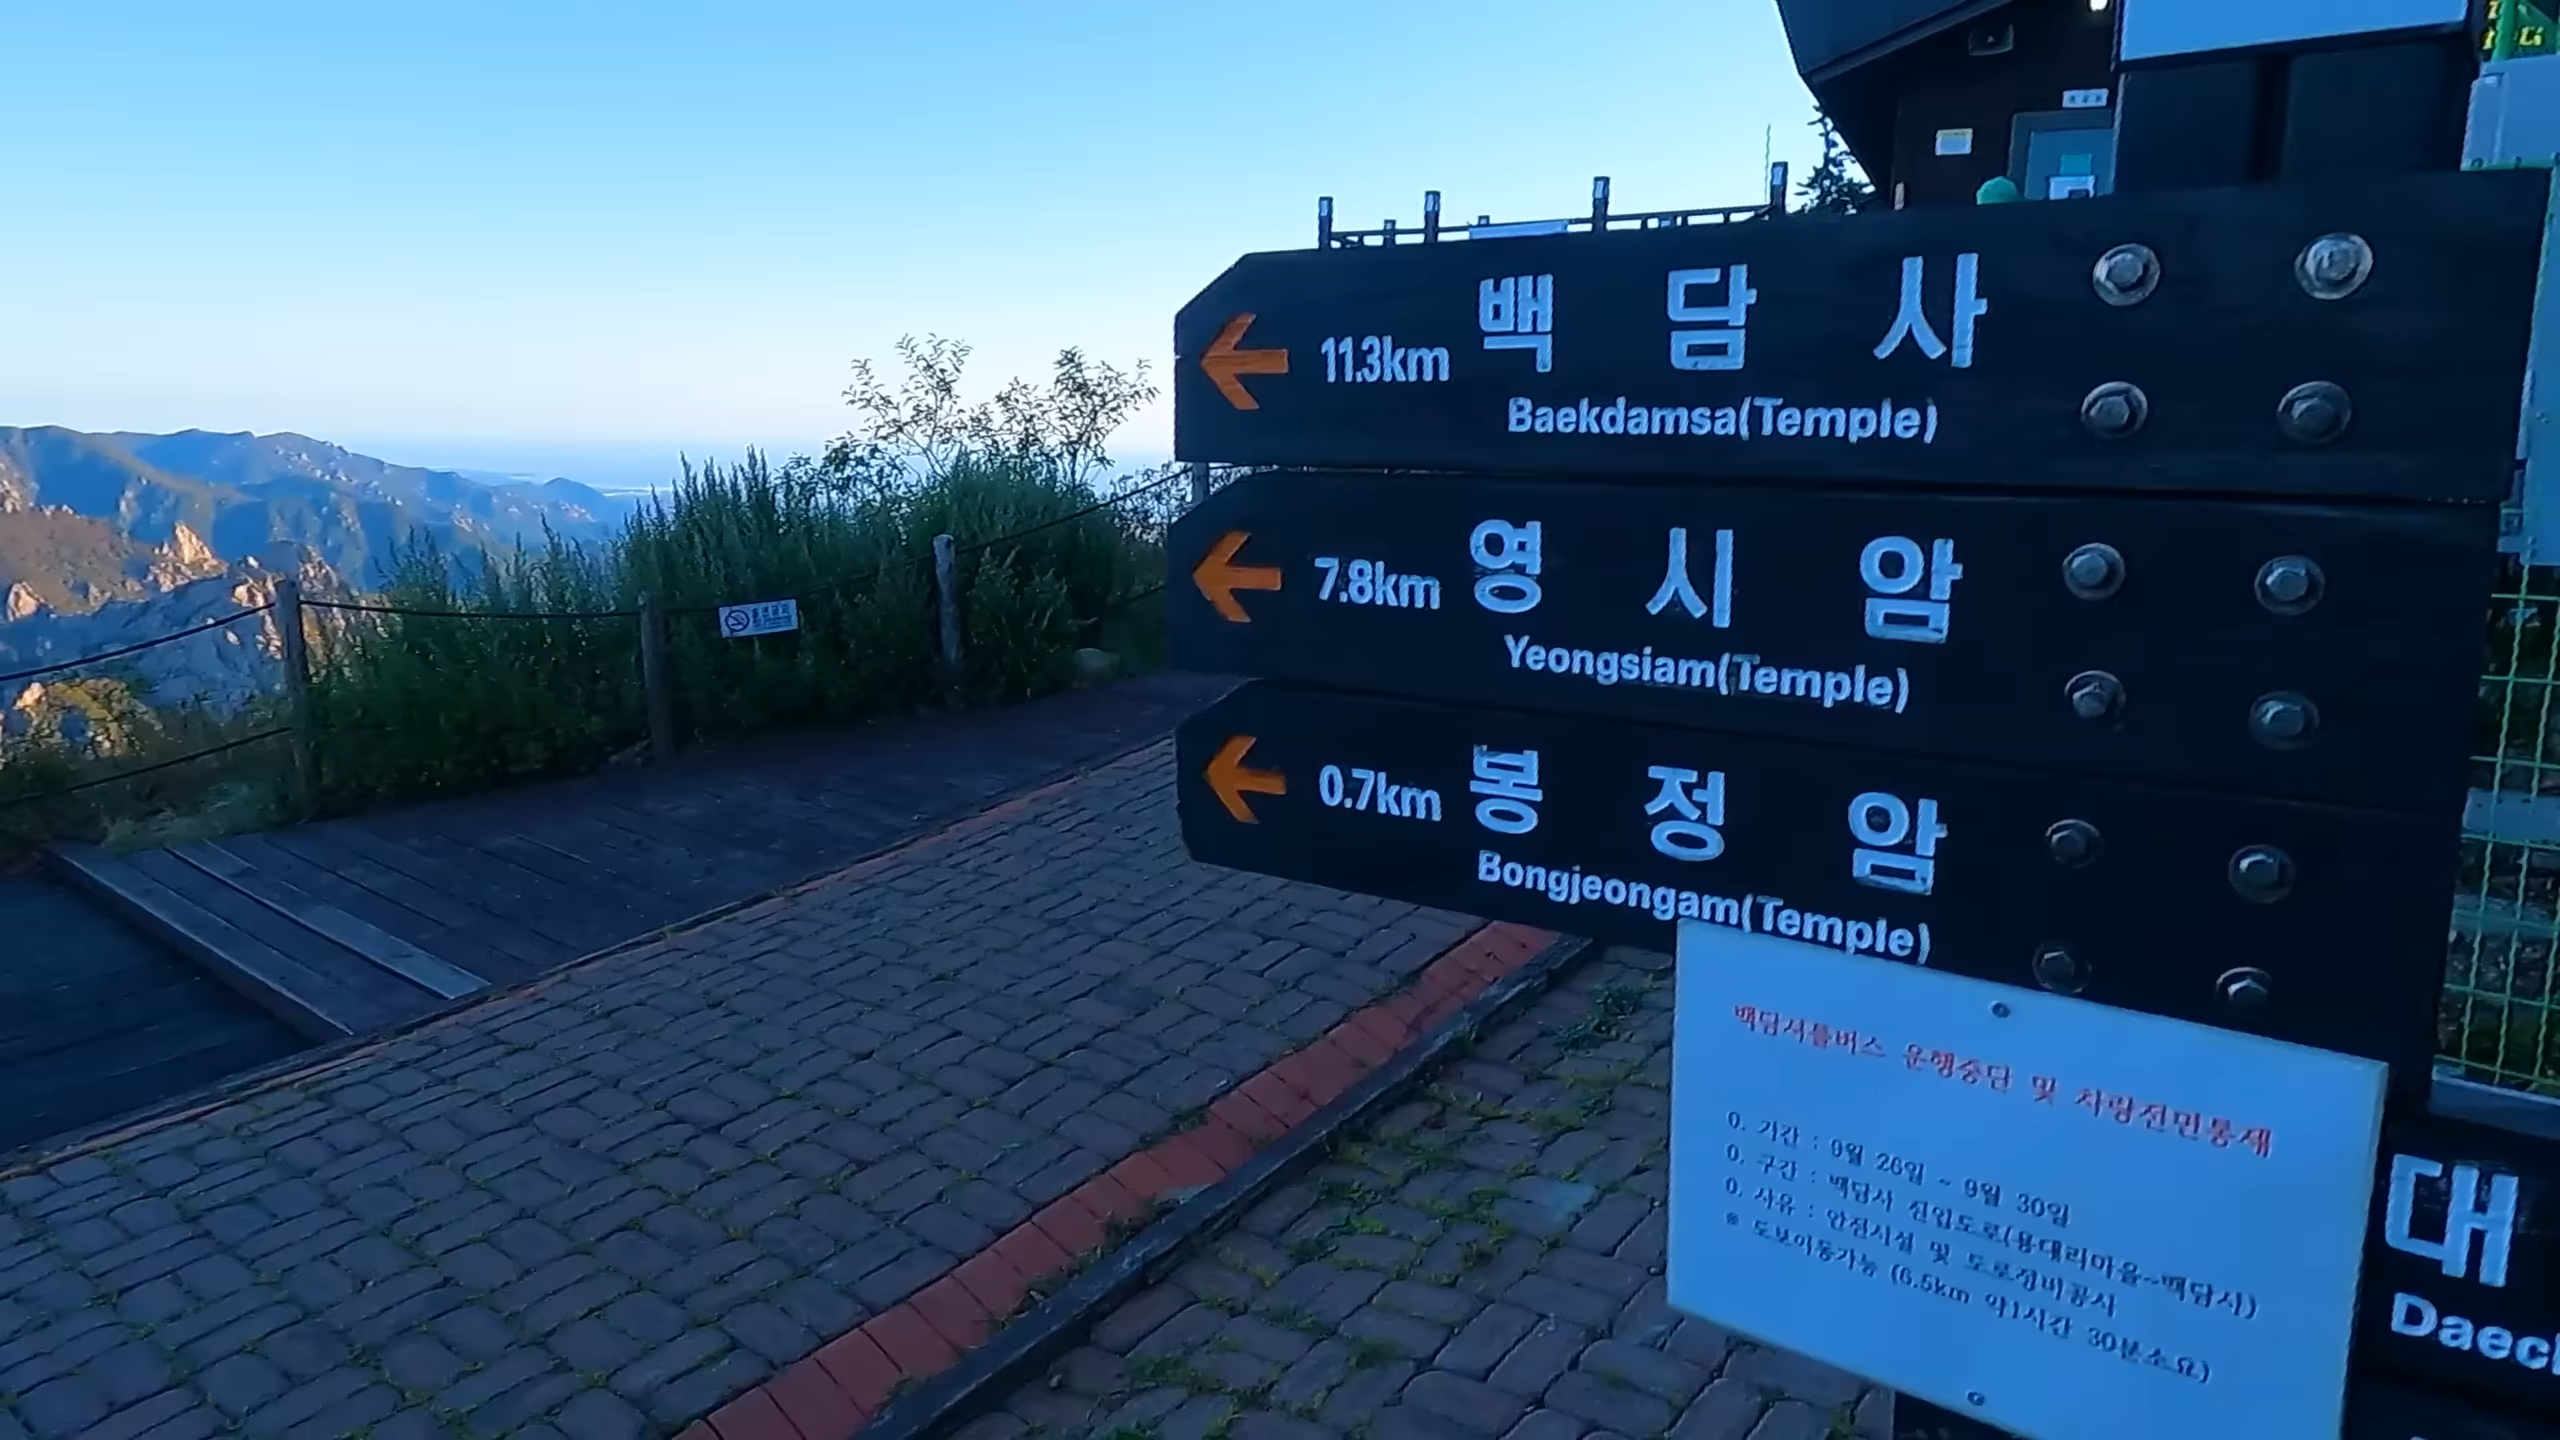 11.3km 백담사
Baekdamsa(Temple)
7.8km 영시암
Yeongsiam(Temple)
0.7km 봉정암
Bongjeongam(Temple)
백담셔틀버스 운행중단 및 차량전면통제
0. 기간 : 9월 26일 ~ 9월 30일
0. 구간 : 백담사 진입도로(용대리마을~백담사)
0. 사유 : 안전시설 및 도로정비공사
※ 도보이동가능 (6.5km 약1시간 30분소요)
대
Daec